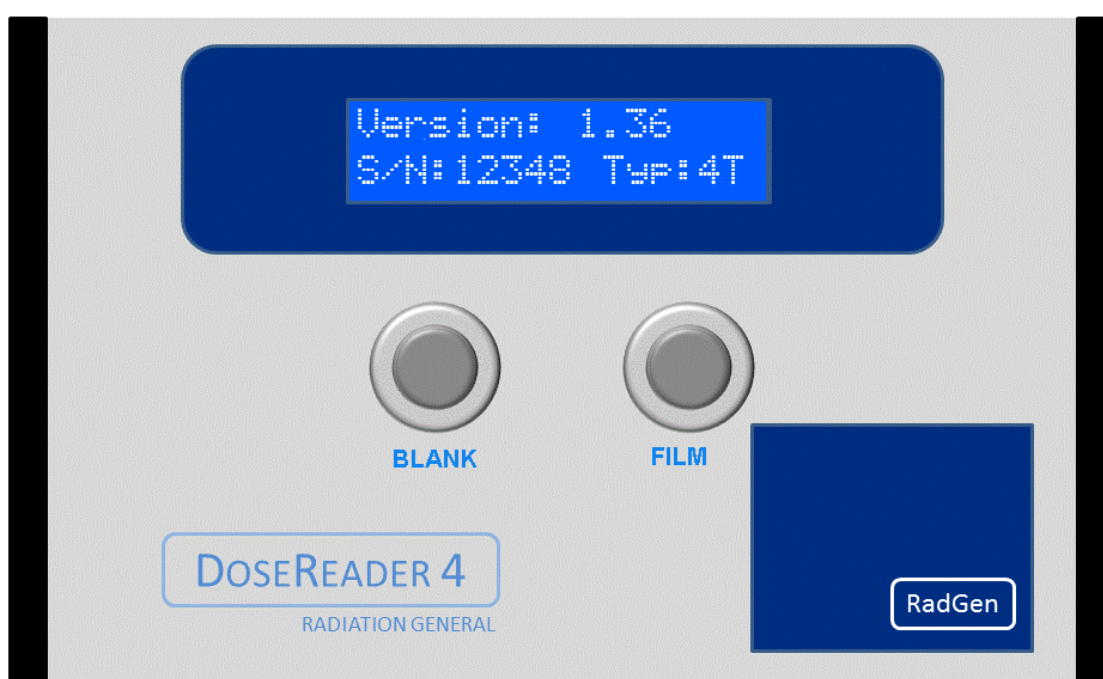 Version: 1.36
S/N:12348 Typ:4T
BLANK
FILM
DOSEREADER 4
RADIATION GENERAL
RadGen